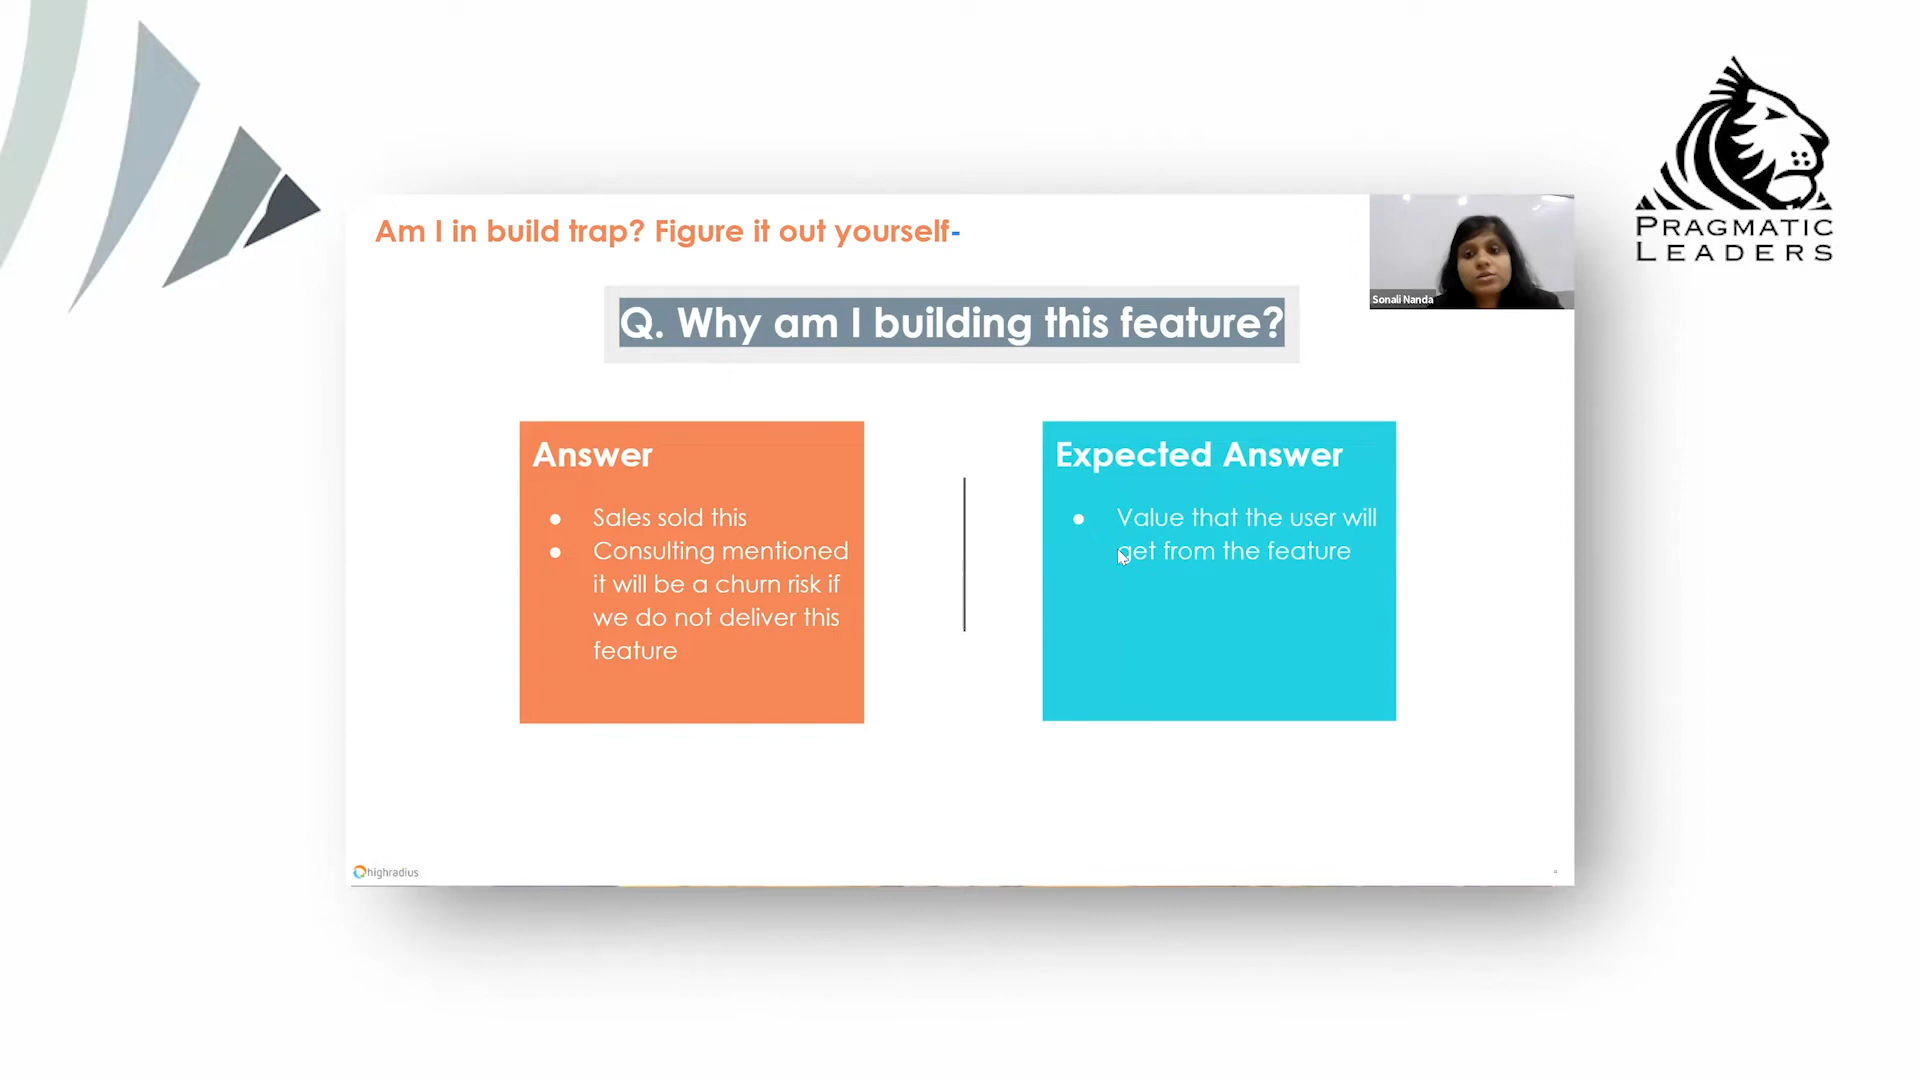 PRAGMATIC
LEADERS
Am I in build trap? Figure it out yourself-
Sonali Nanda
Q. Why am I building this feature?
Answer
● Sales sold this
● Consulting mentioned
it will be a churn risk if
we do not deliver this
feature
Expected Answer
● Value that the user will
get from the feature
highradius